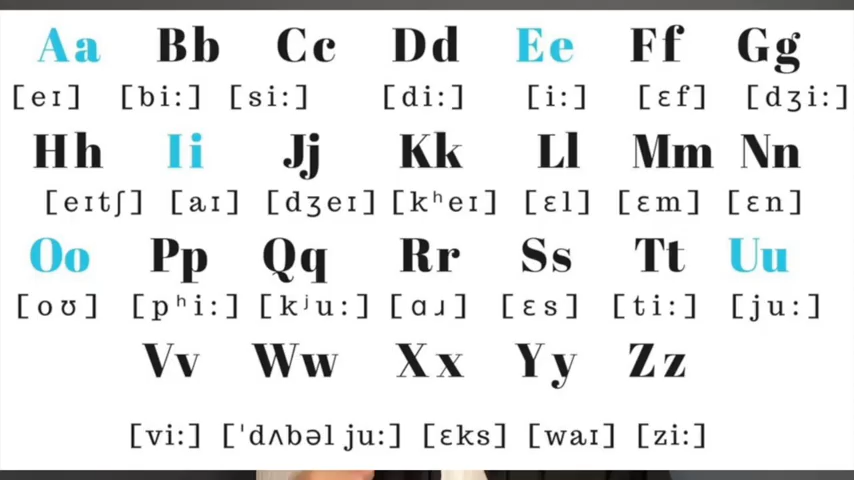 Aa Bb Cc Dd Ee Ff Gg
[eɪ] [bi:] [si:] [di:] [i:] [ɛf] [dʒi:]
Hh Ii Jj Kk Ll Mm Nn
[eɪtʃ] [aɪ] [dʒeɪ] [kʰeɪ] [ɛl] [ɛm] [ɛn]
Oo Pp Qq Rr Ss Tt Uu
[oʊ] [pʰi:] [kʲu:] [ɑɹ] [ɛs] [ti:] [ju:]
Vv Ww Xx Yy Zz
[vi:] [ˈdʌbəl ju:] [ɛks] [waɪ] [zi:]